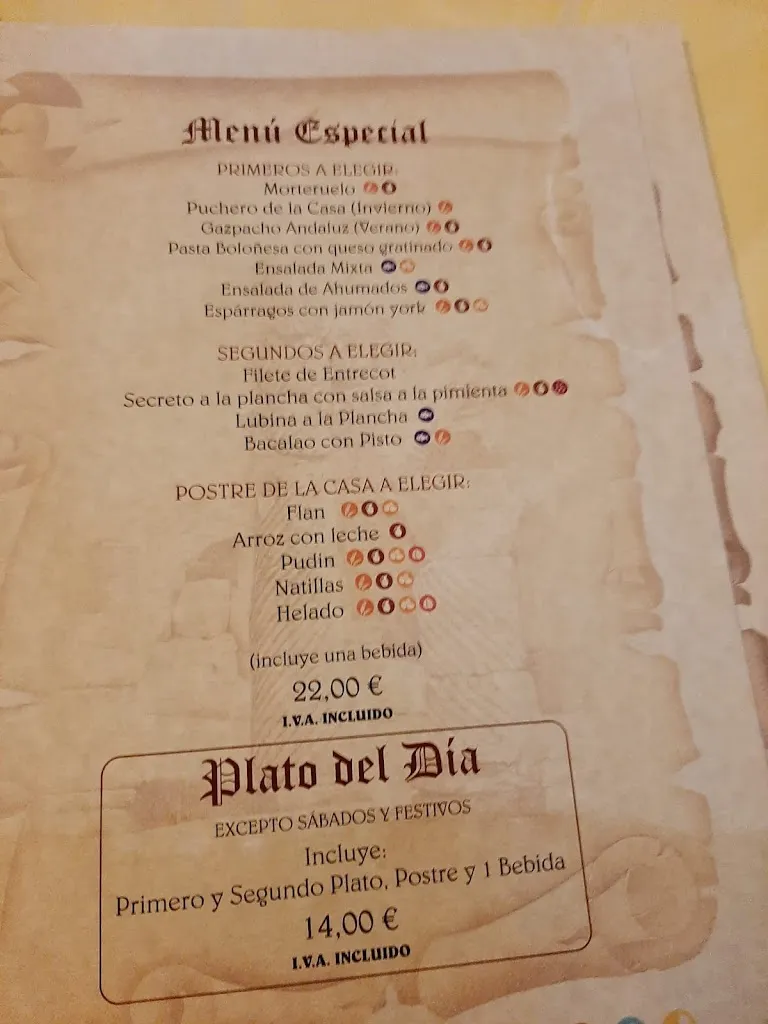 Menú Especial
PRIMEROS A ELEGIR:
Morteruelo
Puchero de la Casa (Invierno)
Gazpacho Andaluz (Verano)
Pasta Boloñesa con queso gratinado
Ensalada Mixta
Ensalada de Ahumados
Espárragos con jamón york
SEGUNDOS A ELEGIR:
Filete de Entrecot
Secreto a la plancha con salsa a la pimienta
Lubina a la Plancha
Bacalao con Pisto
POSTRE DE LA CASA A ELEGIR:
Flan
Arroz con leche
Pudin
Natillas
Helado
(incluye una bebida)
22,00 €
I.V.A. INCLUIDO
Plato del Día
EXCEPTO SÁBADOS Y FESTIVOS
Incluye:
Primero y Segundo Plato, Postre y 1 Bebida
14,00 €
I.V.A. INCLUIDO